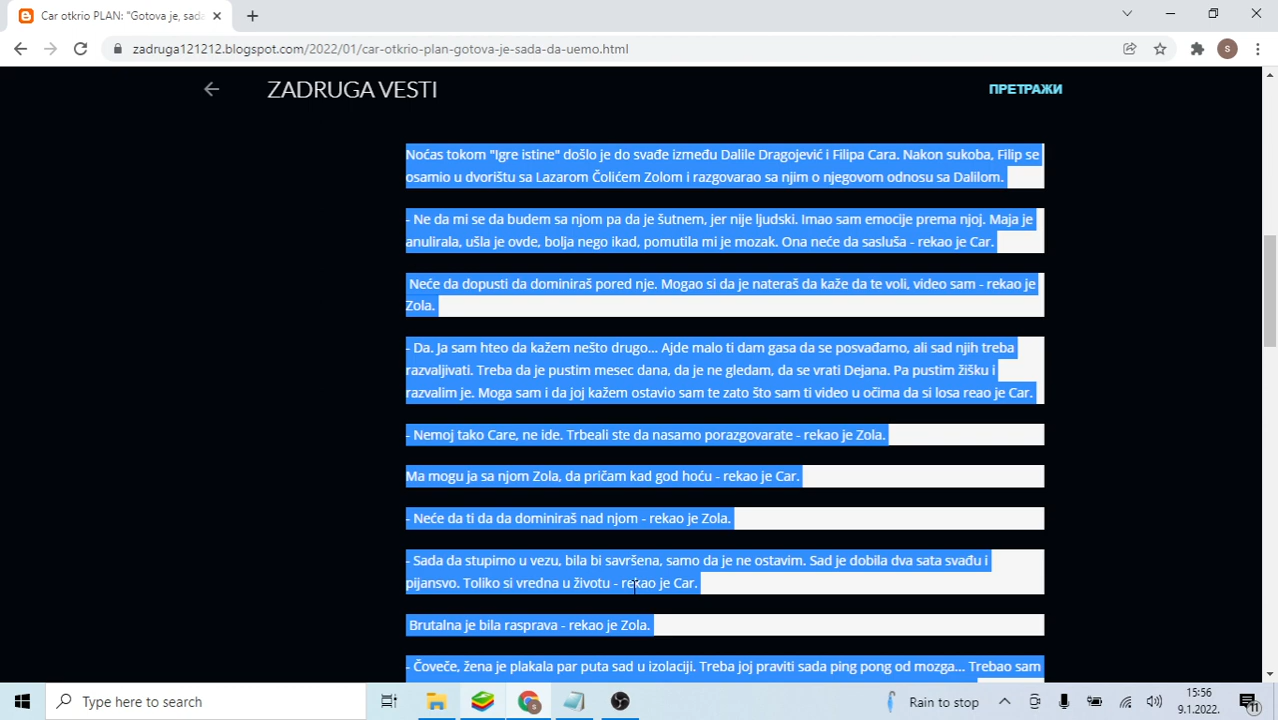 Car otkrio PLAN: "Gotova je, sada
zadruga121212.blogspot.com/2022/01/car-otkrio-plan-gotova-je-sada-da-uemo.html
S
ZADRUGA VESTI
ПРЕТРАЖИ
Noćas tokom "Igre istine" došlo je do svađe između Dalile Dragojević i Filipa Cara. Nakon sukoba, Filip se
osamio u dvorištu sa Lazarom Čolićem Zolom i razgovarao sa njim o njegovom odnosu sa Dalilom.
- Ne da mi se da budem sa njom pa da je šutnem, jer nije ljudski. Imao sam emocije prema njoj. Maja je
anulirala, ušla je ovde, bolja nego ikad, pomutila mi je mozak. Ona neće da sasluša - rekao je Car.
Neće da dopusti da dominiraš pored nje. Mogao si da je nateraš da kaže da te voli, video sam - rekao je
Zola.
- Da. Ja sam hteo da kažem nešto drugo... Ajde malo ti dam gasa da se posvađamo, ali sad njih treba
razvaljivati. Treba da je pustim mesec dana, da je ne gledam, da se vrati Dejana. Pa pustim žišku i
razvalim je. Moga sam i da joj kažem ostavio sam te zato što sam ti video u očima da si losa reao je Car.
- Nemoj tako Care, ne ide. Trbeali ste da nasamo porazgovarate - rekao je Zola.
Ma mogu ja sa njom Zola, da pričam kad god hoću - rekao je Car.
- Neće da ti da da dominiraš nad njom - rekao je Zola.
- Sada da stupimo u vezu, bila bi savršena, samo da je ne ostavim. Sad je dobila dva sata svađu i
pijansvo. Toliko si vredna u životu - rekao je Car.
Brutalna je bila rasprava - rekao je Zola.
- Čoveče, žena je plakala par puta sad u izolaciji. Treba joj praviti sada ping pong od mozga... Trebao sam
Type here to search
Rain to stop
15:56
9.1.2022.
11